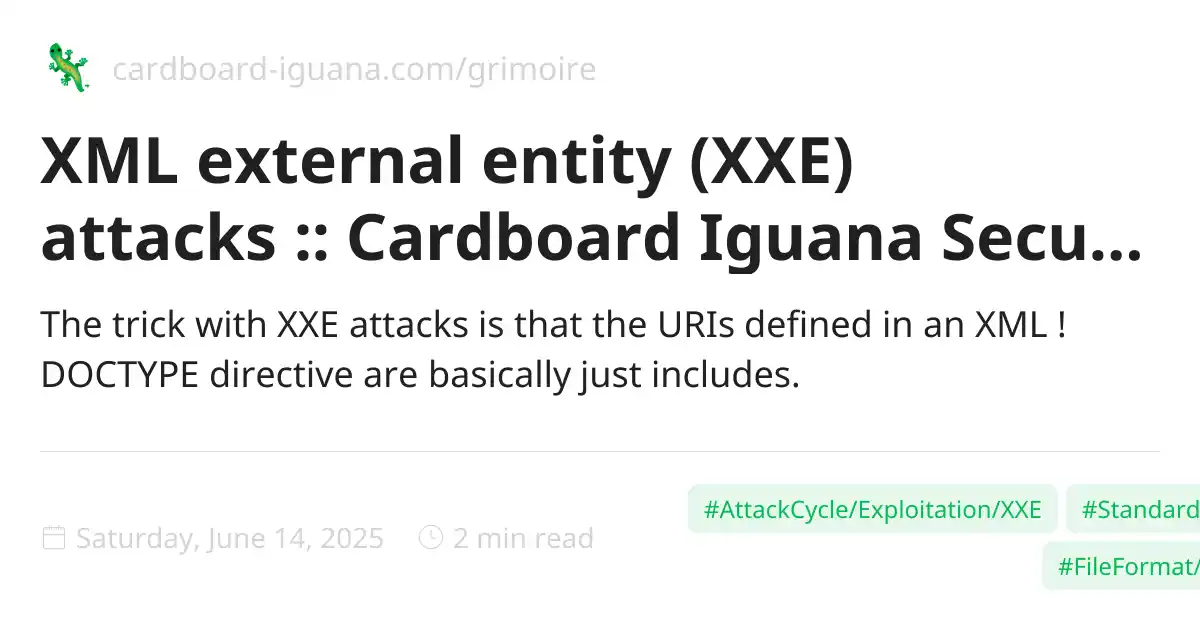 cardboard-iguana.com/grimoire
XML external entity (XXE)
attacks :: Cardboard Iguana Secu...
The trick with XXE attacks is that the URIs defined in an XML !
DOCTYPE directive are basically just includes.
Saturday, June 14, 2025
2 min read
#AttackCycle/Exploitation/XXE
#Standard
#FileFormat/